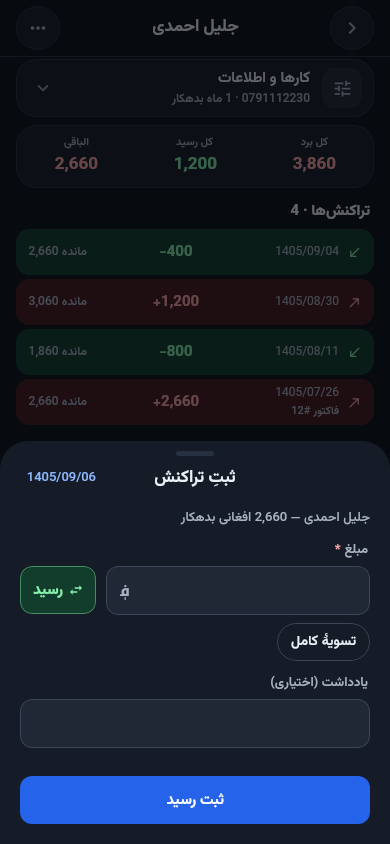 جلیل احمدی
کارها و اطلاعات
0791112230 · 1 ماه بدهکار
کل برد
کل رسید
الباقی
3,860
1,200
2,660
تراکنش‌ها · 4
1405/09/04 −400 مانده 2,660
1405/08/30 +1,200 مانده 3,060
1405/08/11 −800 مانده 1,860
1405/07/26 +2,660 مانده 2,660
فاکتور #12
ثبتِ تراکنش
1405/09/06
جلیل احمدی — 2,660 افغانی بدهکار
مبلغ *
؋
رسید
تسویهٔ کامل
یادداشت (اختیاری)
ثبت رسید